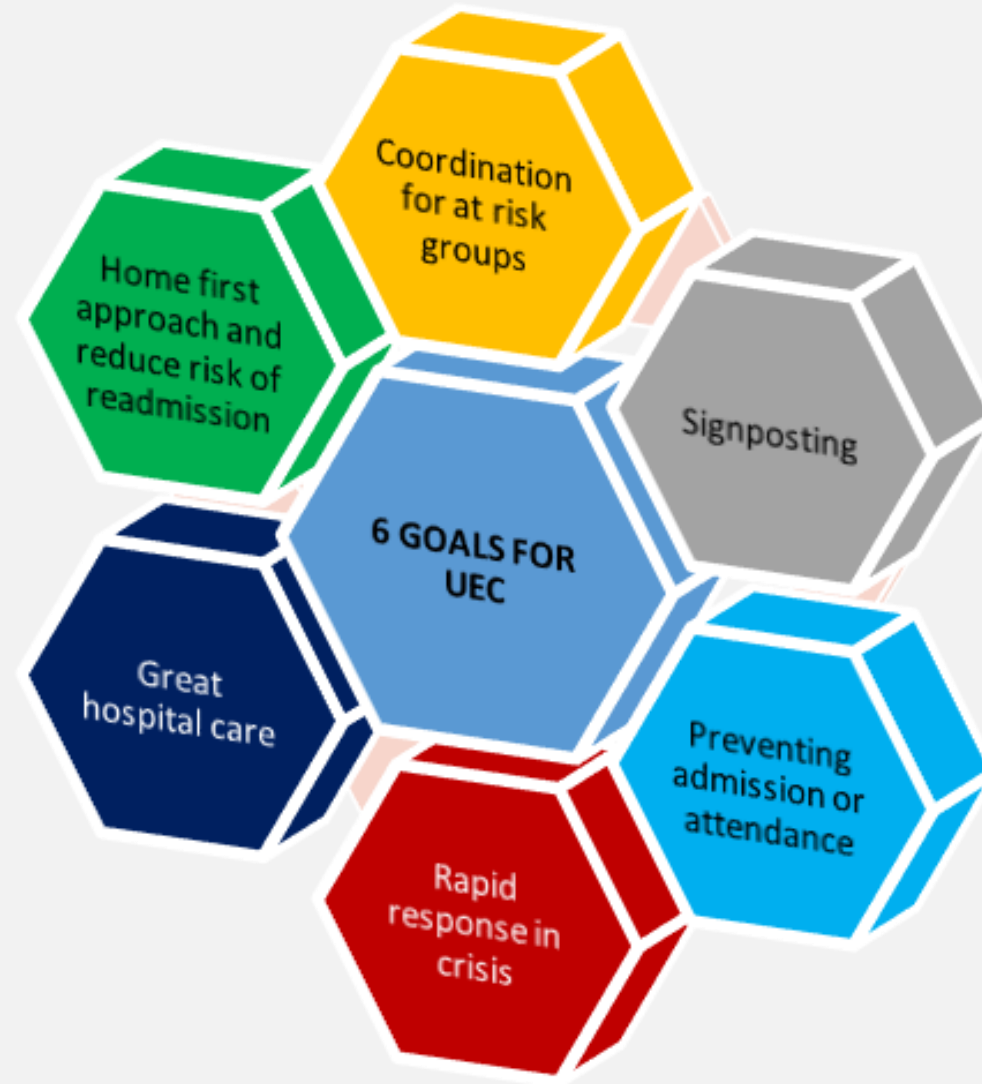 Coordination
for at risk
groups
Home first
approach and
reduce risk of
readmission
Signposting
6 GOALS FOR
UEC
Great
hospital care
Preventing
admission or
attendance
Rapid
response in
crisis